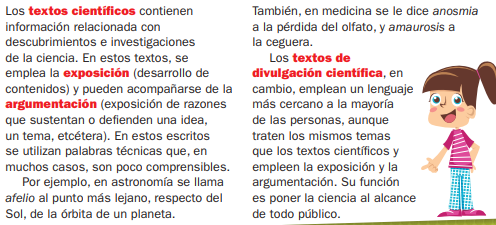 Los textos científicos contienen
información relacionada con
descubrimientos e investigaciones
de la ciencia. En estos textos, se
emplea la exposición (desarrollo de
contenidos) y pueden acompañarse de la
argumentación (exposición de razones
que sustentan o defienden una idea,
un tema, etcétera). En estos escritos
se utilizan palabras técnicas que, en
muchos casos, son poco comprensibles.
Por ejemplo, en astronomía se llama
afelio al punto más lejano, respecto del
Sol, de la órbita de un planeta.
También, en medicina se le dice anosmia
a la pérdida del olfato, y amaurosis a
la ceguera.
Los textos de
divulgación científica, en
cambio, emplean un lenguaje
más cercano a la mayoría
de las personas, aunque
traten los mismos temas
que los textos científicos y
empleen la exposición y la
argumentación. Su función
es poner la ciencia al alcance
de todo público.